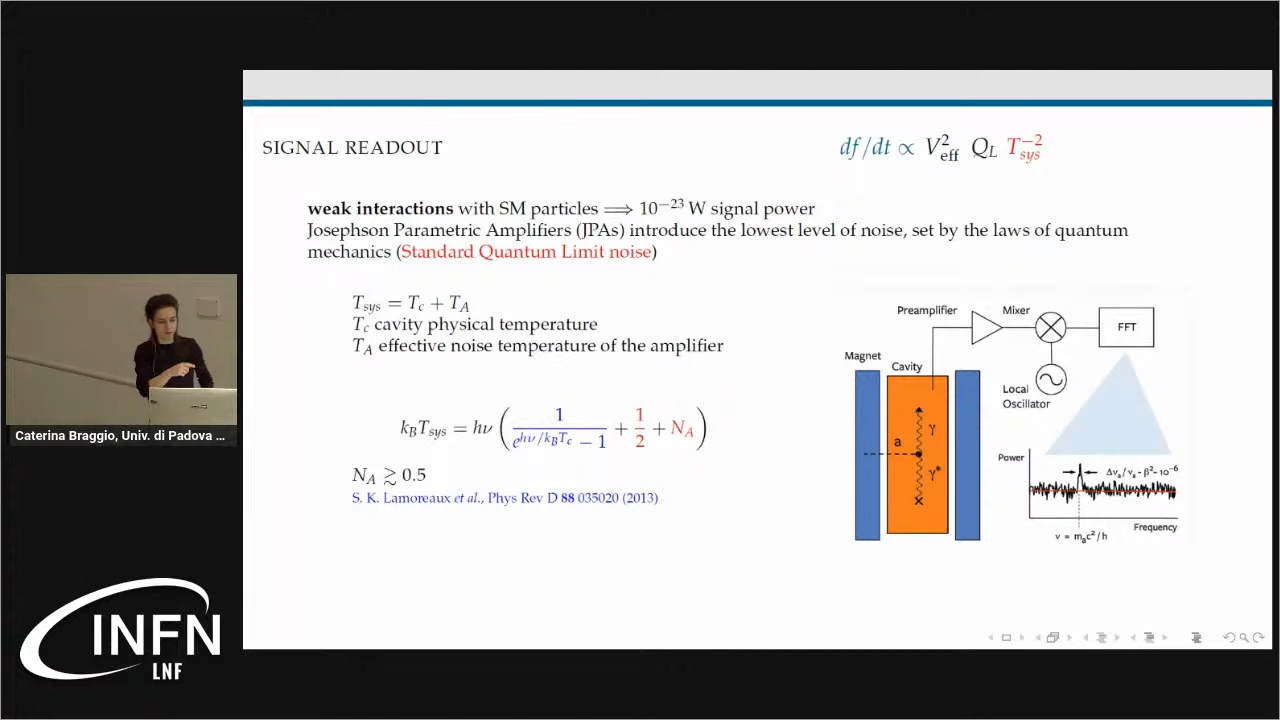 SIGNAL READOUT
df/dt ∝ V²eff Q_L T⁻²sys
weak interactions with SM particles ⟹ 10⁻²³ W signal power
Josephson Parametric Amplifiers (JPAs) introduce the lowest level of noise, set by the laws of quantum
mechanics (Standard Quantum Limit noise)
T_sys = T_c + T_A
T_c cavity physical temperature
T_A effective noise temperature of the amplifier
k_B T_sys = hν ( 1 / (e^{hν/k_B T_c} − 1) + 1/2 + N_A )
N_A ≳ 0.5
S. K. Lamoreaux et al., Phys Rev D 88 035020 (2013)
Preamplifier
Mixer
FFT
Magnet
Cavity
Local
Oscillator
a
γ
γ*
Power
Δν_a / ν_a ~ β² ~ 10⁻⁶
Frequency
ν = m_a c² / h
Caterina Braggio, Univ. di Padova ...
INFN
LNF